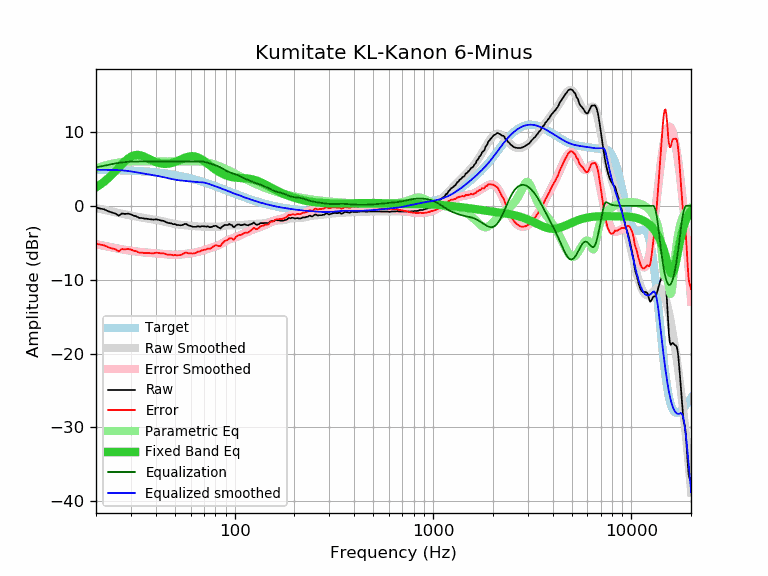 Kumitate KL-Kanon 6-Minus
10
0
−10
−20
−30
−40
Amplitude (dBr)
Target
Raw Smoothed
Error Smoothed
Raw
Error
Parametric Eq
Fixed Band Eq
Equalization
Equalized smoothed
100
1000
10000
Frequency (Hz)